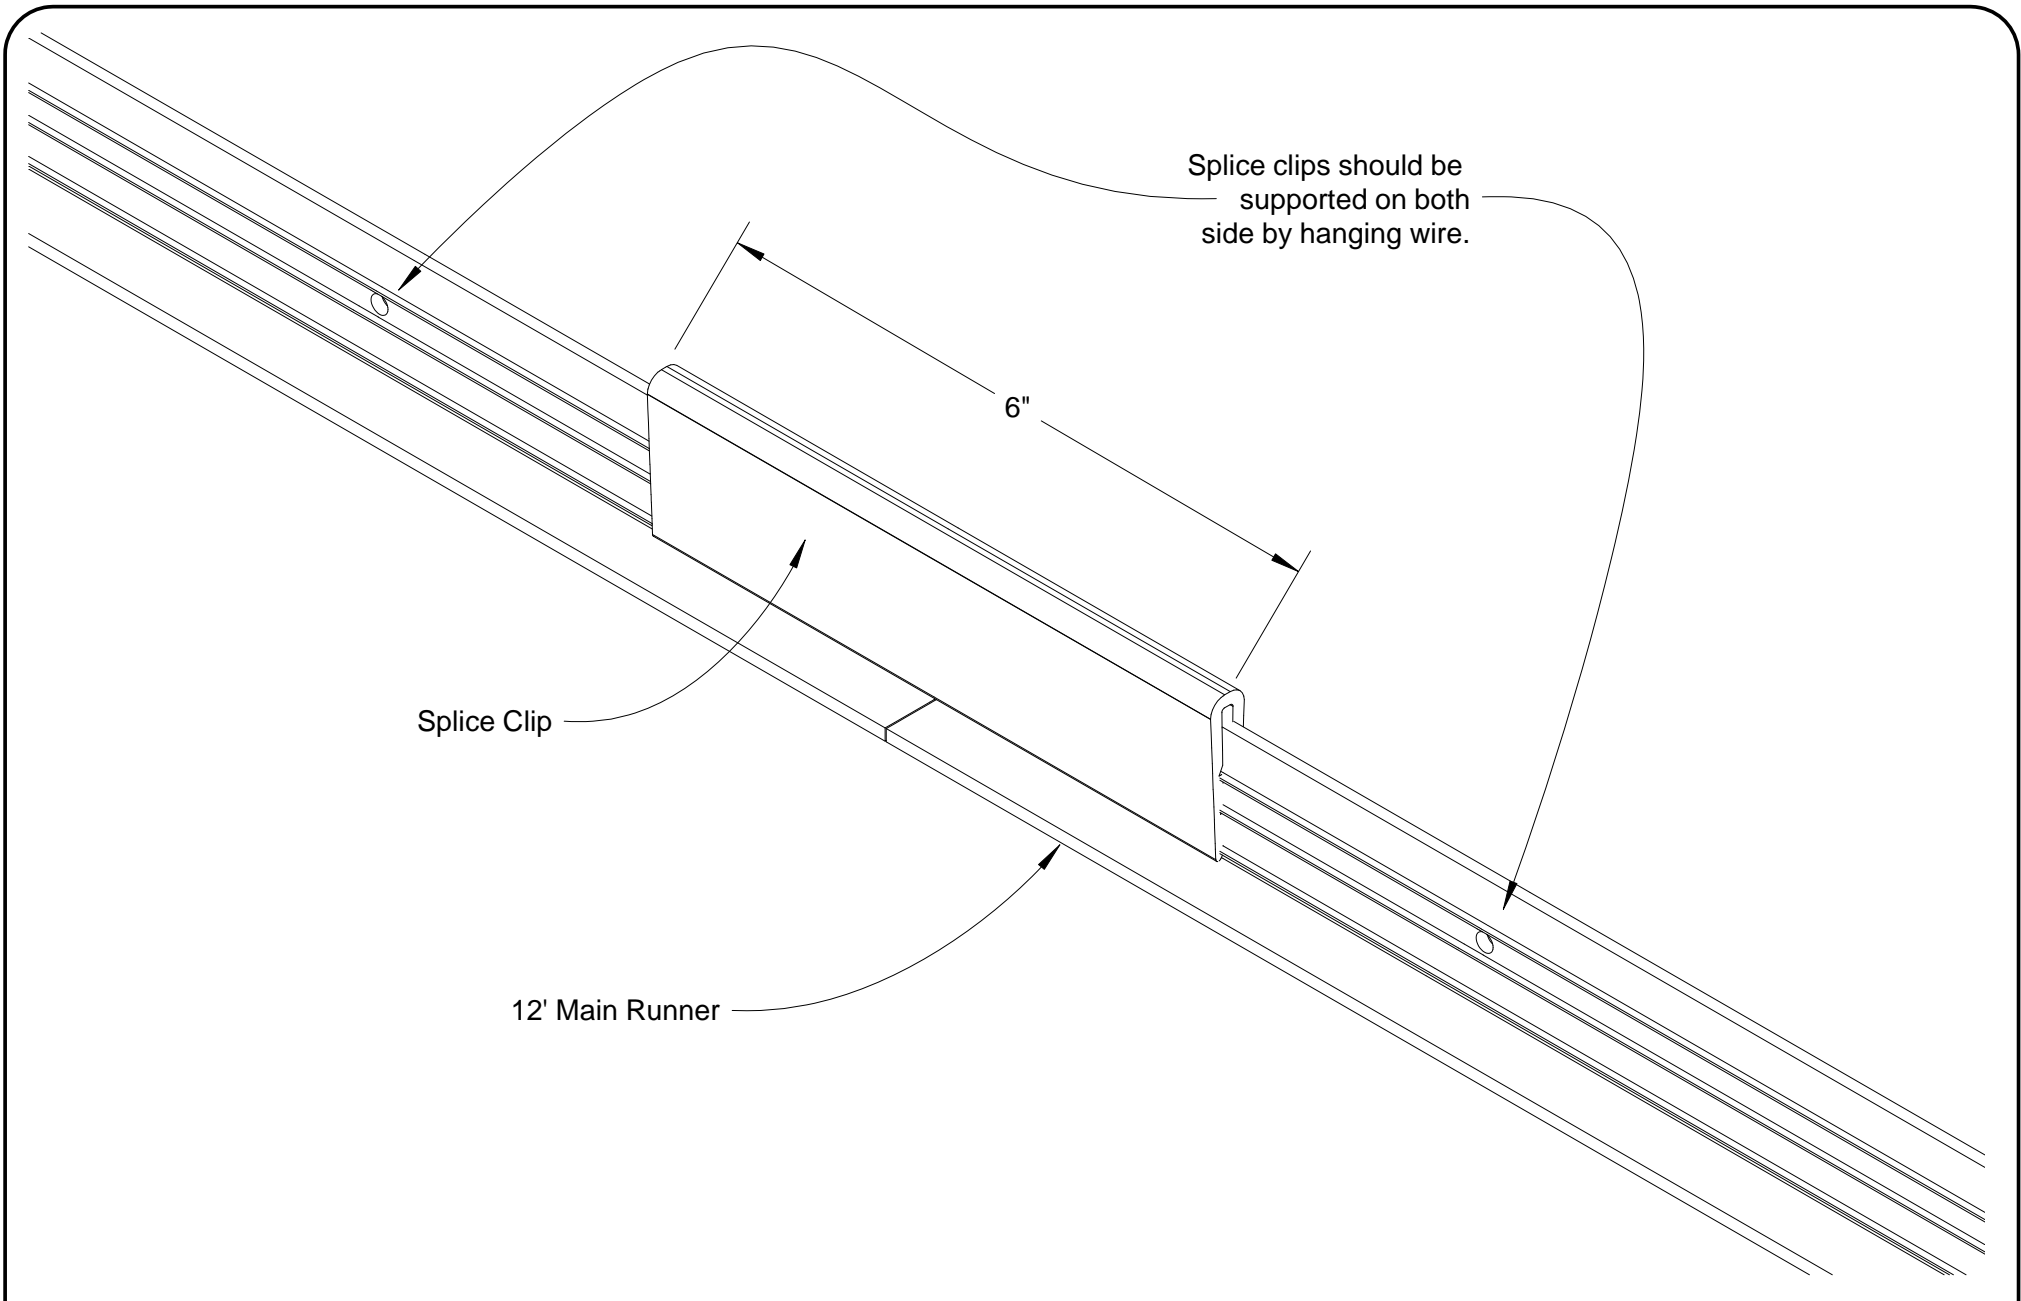 Splice clips should be
supported on both
side by hanging wire.
6"
Splice Clip
12' Main Runner